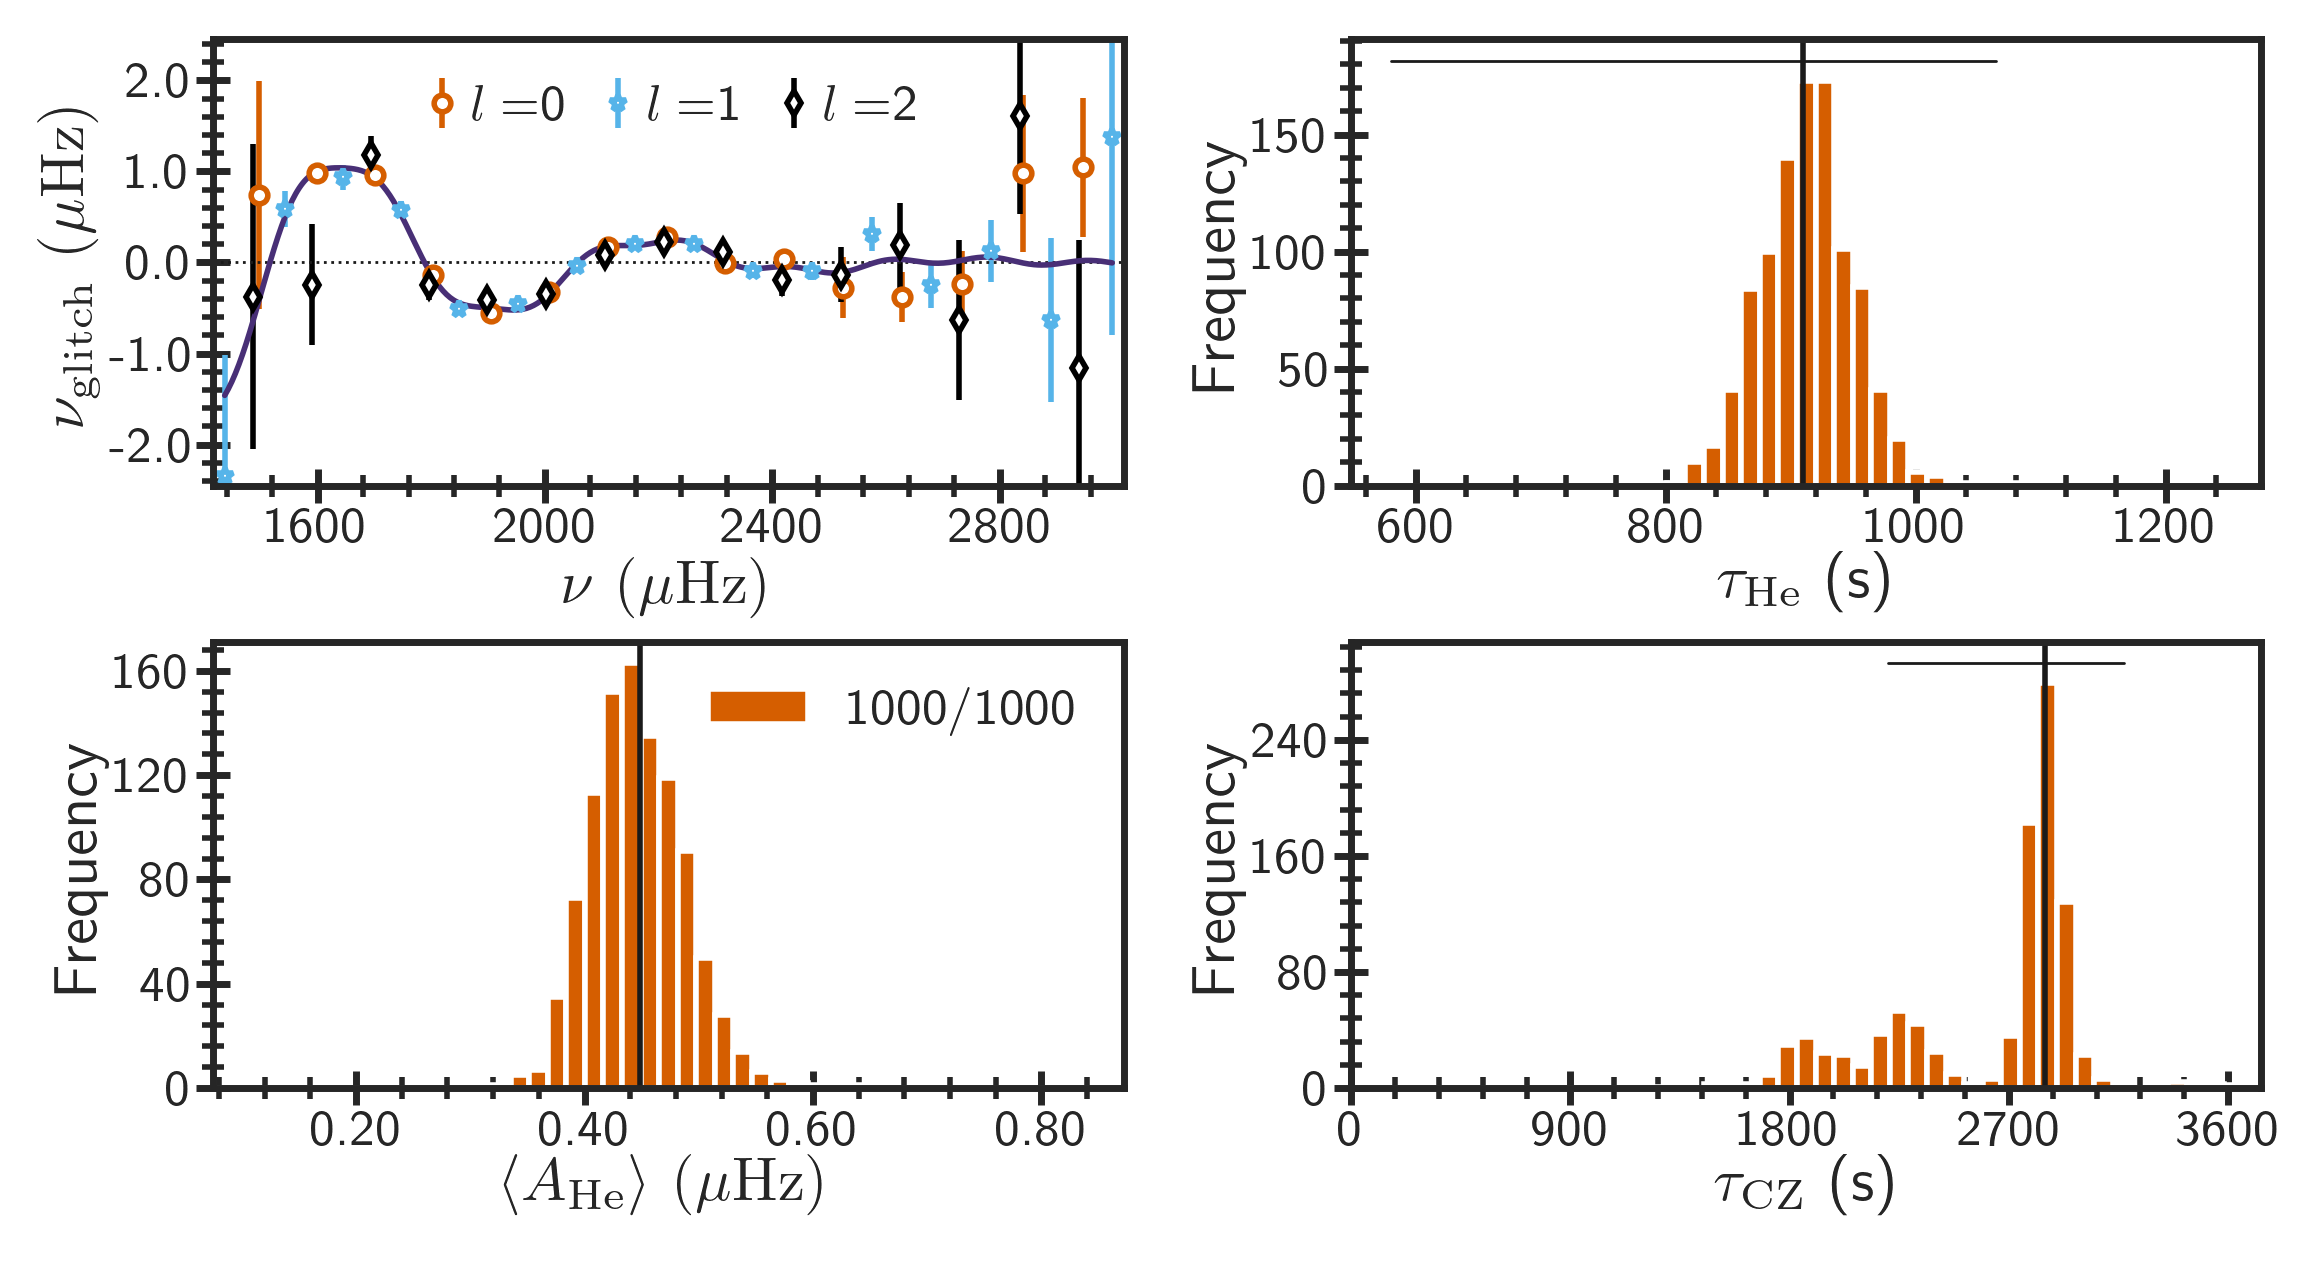 l =0 l =1 l =2
2.0
1.0
0.0
-1.0
-2.0
ν_glitch (μHz)
1600 2000 2400 2800
ν (μHz)
150
100
50
0
Frequency
600 800 1000 1200
τ_He (s)
1000/1000
160
120
80
40
0
Frequency
0.20 0.40 0.60 0.80
⟨A_He⟩ (μHz)
240
160
80
0
Frequency
0 900 1800 2700 3600
τ_CZ (s)